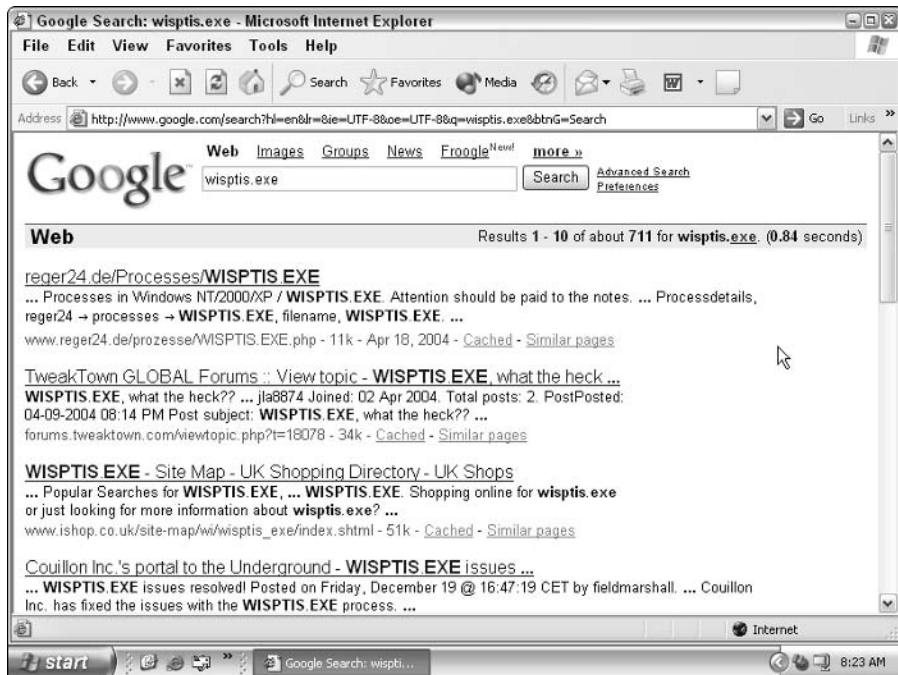 Google Search: wisptis.exe - Microsoft Internet Explorer
File Edit View Favorites Tools Help
Back Search Favorites Media
Address http://www.google.com/search?hl=en&lr=&ie=UTF-8&oe=UTF-8&q=wisptis.exe&btnG=Search Go Links »
Web Images Groups News Froogle New! more »
Google™ wisptis.exe Search Advanced Search
Preferences
Web Results 1 - 10 of about 711 for wisptis.exe. (0.84 seconds)
reger24.de/Processes/WISPTIS.EXE
... Processes in Windows NT/2000/XP / WISPTIS.EXE. Attention should be paid to the notes. ... Processdetails,
reger24 → processes → WISPTIS.EXE, filename, WISPTIS.EXE. ...
www.reger24.de/prozesse/WISPTIS.EXE.php - 11k - Apr 18, 2004 - Cached - Similar pages
TweakTown GLOBAL Forums :: View topic - WISPTIS.EXE, what the heck ...
WISPTIS.EXE, what the heck?? ... jla8874 Joined: 02 Apr 2004. Total posts: 2. PostPosted:
04-09-2004 08:14 PM Post subject: WISPTIS.EXE, what the heck?? ...
forums.tweaktown.com/viewtopic.php?t=18078 - 34k - Cached - Similar pages
WISPTIS.EXE - Site Map - UK Shopping Directory - UK Shops
... Popular Searches for WISPTIS.EXE, ... WISPTIS.EXE. Shopping online for wisptis.exe
or just looking for more information about wisptis.exe? ...
www.ishop.co.uk/site-map/wi/wisptis_exe/index.shtml - 51k - Cached - Similar pages
Couillon Inc.'s portal to the Underground - WISPTIS.EXE issues ...
... WISPTIS.EXE issues resolved! Posted on Friday, December 19 @ 16:47:19 CET by fieldmarshall. ... Couillon
Inc. has fixed the issues with the WISPTIS.EXE process. ...
Internet
start » Google Search: wispti... 8:23 AM